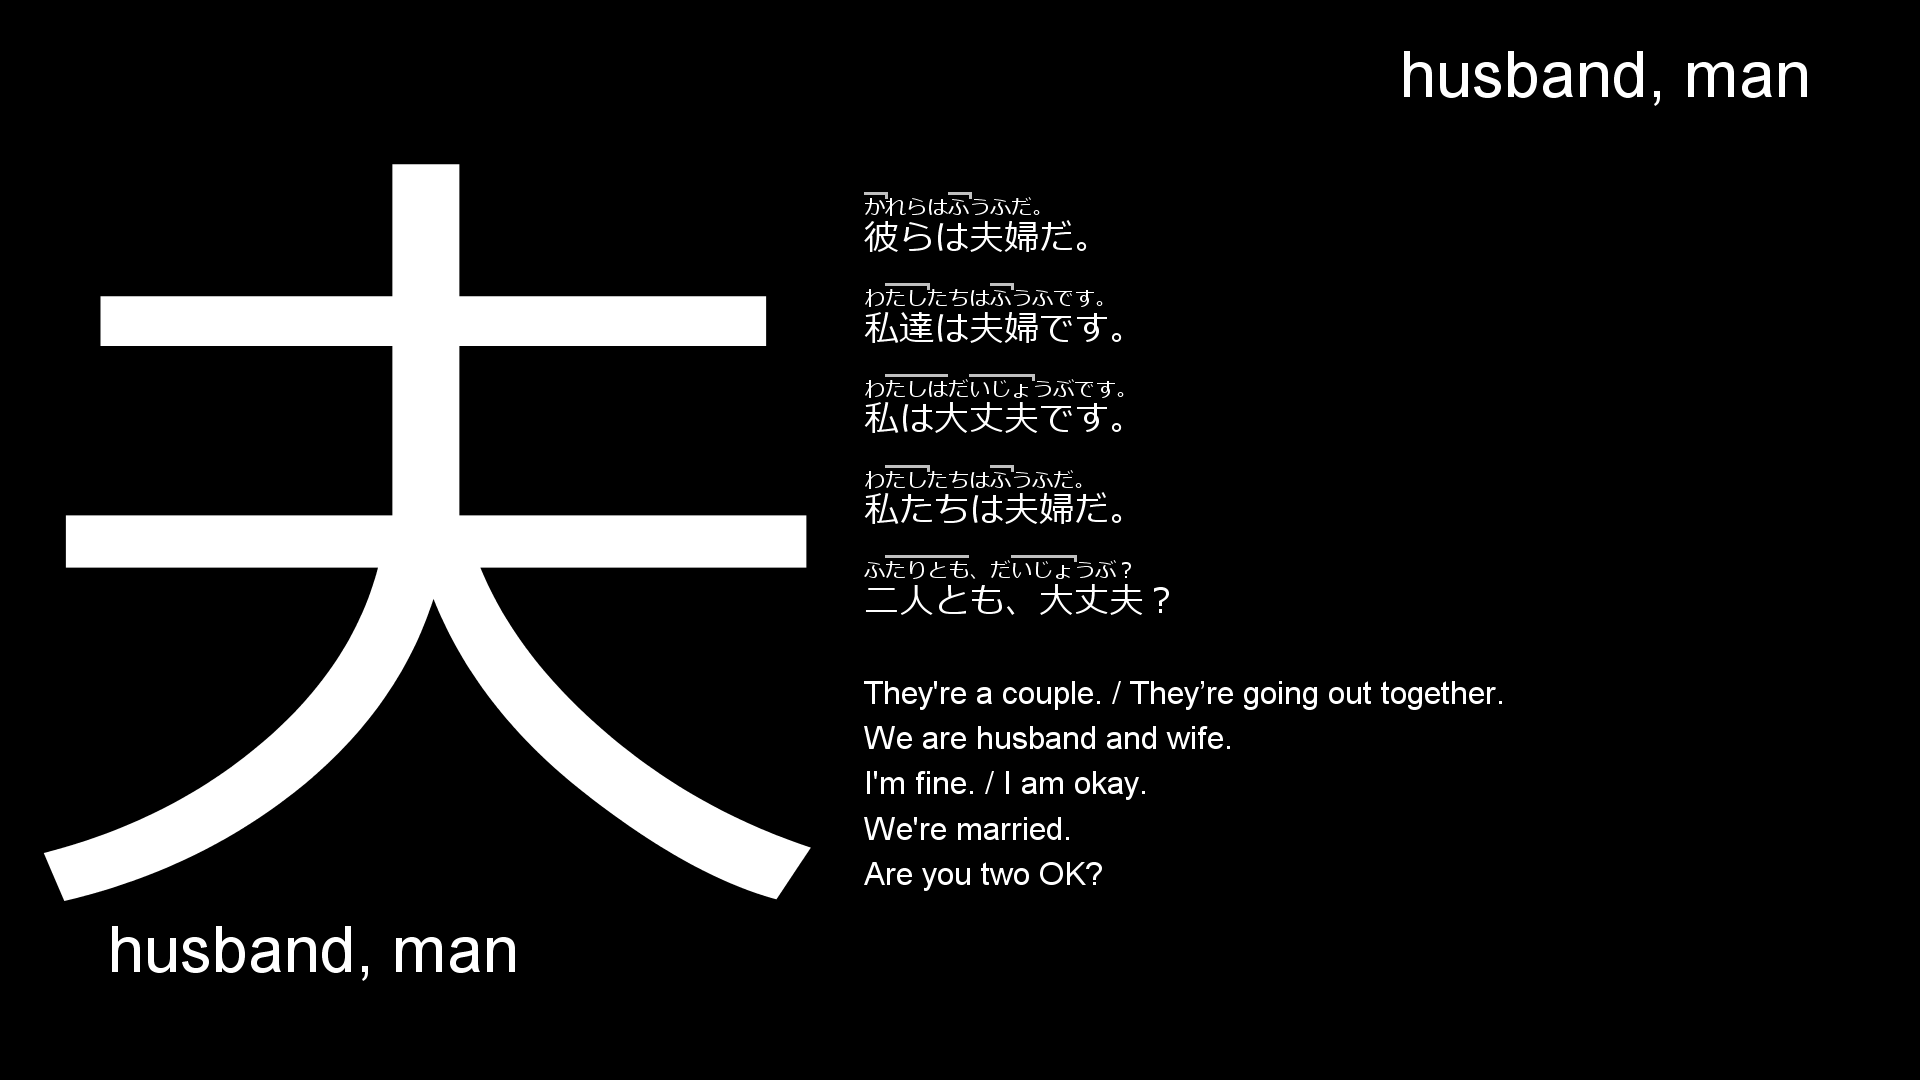 husband, man
夫
かれらはふうふだ。
彼らは夫婦だ。
わたしたちはふうふです。
私達は夫婦です。
わたしはだいじょうぶです。
私は大丈夫です。
わたしたちはふうふだ。
私たちは夫婦だ。
ふたりとも、だいじょうぶ？
二人とも、大丈夫？
They're a couple. / They’re going out together.
We are husband and wife.
I'm fine. / I am okay.
We're married.
Are you two OK?
husband, man